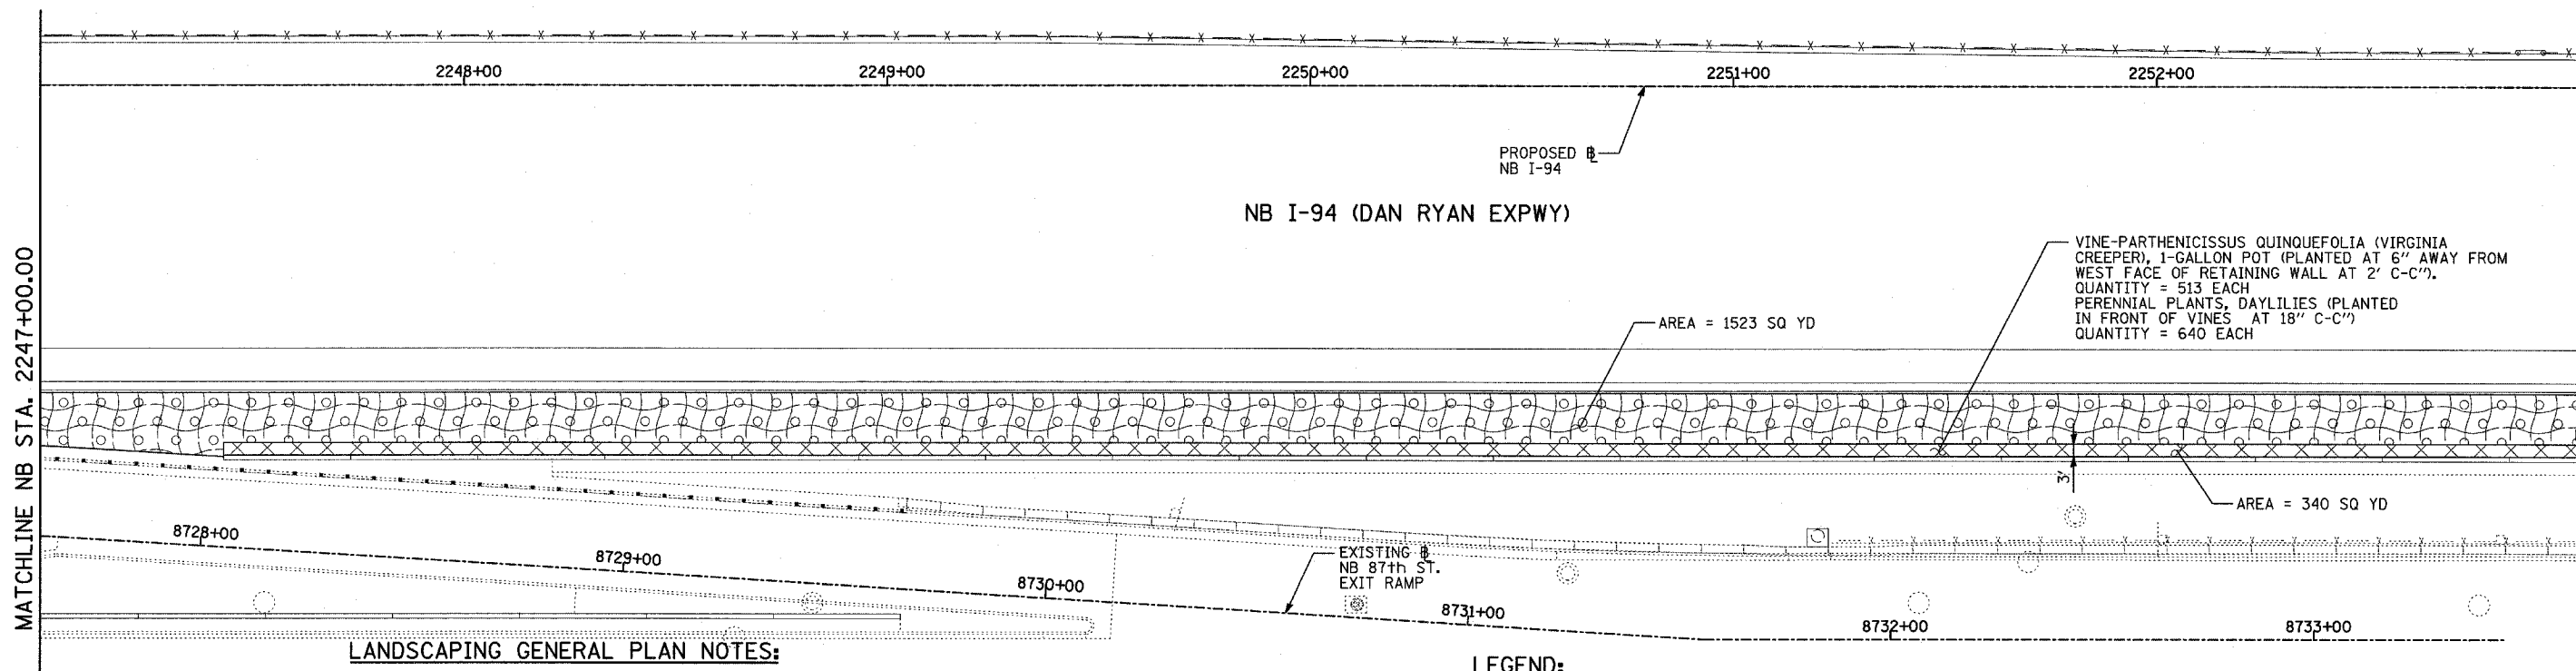 2248+00
2249+00
2250+00
2251+00
2252+00
PROPOSED ⅊
NB I-94
NB I-94 (DAN RYAN EXPWY)
MATCHLINE NB STA. 2247+00.00
VINE-PARTHENICISSUS QUINQUEFOLIA (VIRGINIA
CREEPER), 1-GALLON POT (PLANTED AT 6" AWAY FROM
WEST FACE OF RETAINING WALL AT 2' C-C").
QUANTITY = 513 EACH
PERENNIAL PLANTS, DAYLILIES (PLANTED
IN FRONT OF VINES AT 18" C-C")
QUANTITY = 640 EACH
AREA = 1523 SQ YD
3'
AREA = 340 SQ YD
8728+00
8729+00
8730+00
EXISTING ⅊
NB 87th ST.
EXIT RAMP
8731+00
8732+00
8733+00
LANDSCAPING GENERAL PLAN NOTES:
LEGEND: